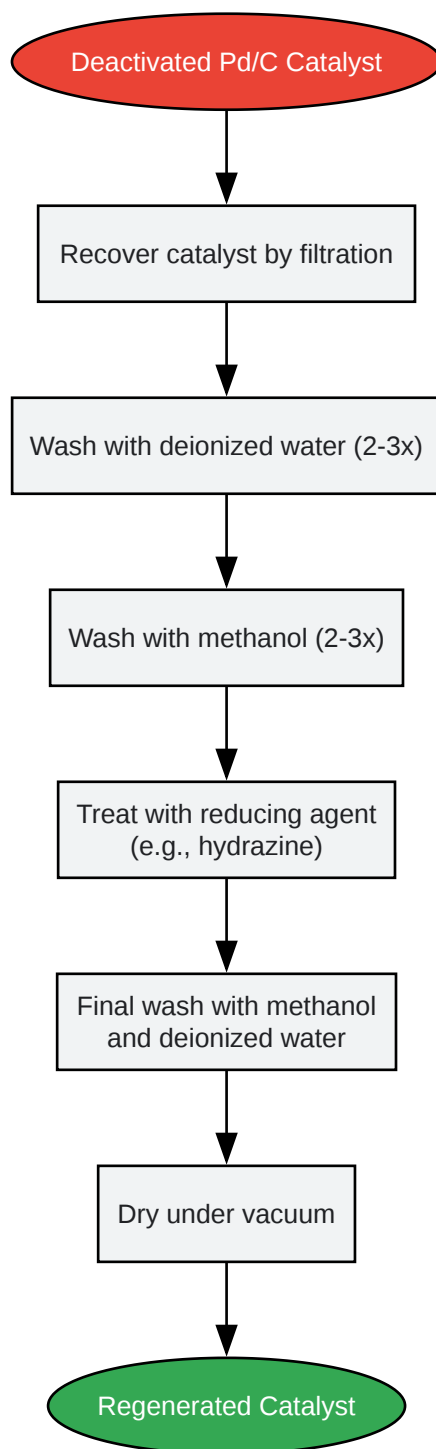 Deactivated Pd/C Catalyst
Recover catalyst by filtration
Wash with deionized water (2-3x)
Wash with methanol (2-3x)
Treat with reducing agent
(e.g., hydrazine)
Final wash with methanol
and deionized water
Dry under vacuum
Regenerated Catalyst